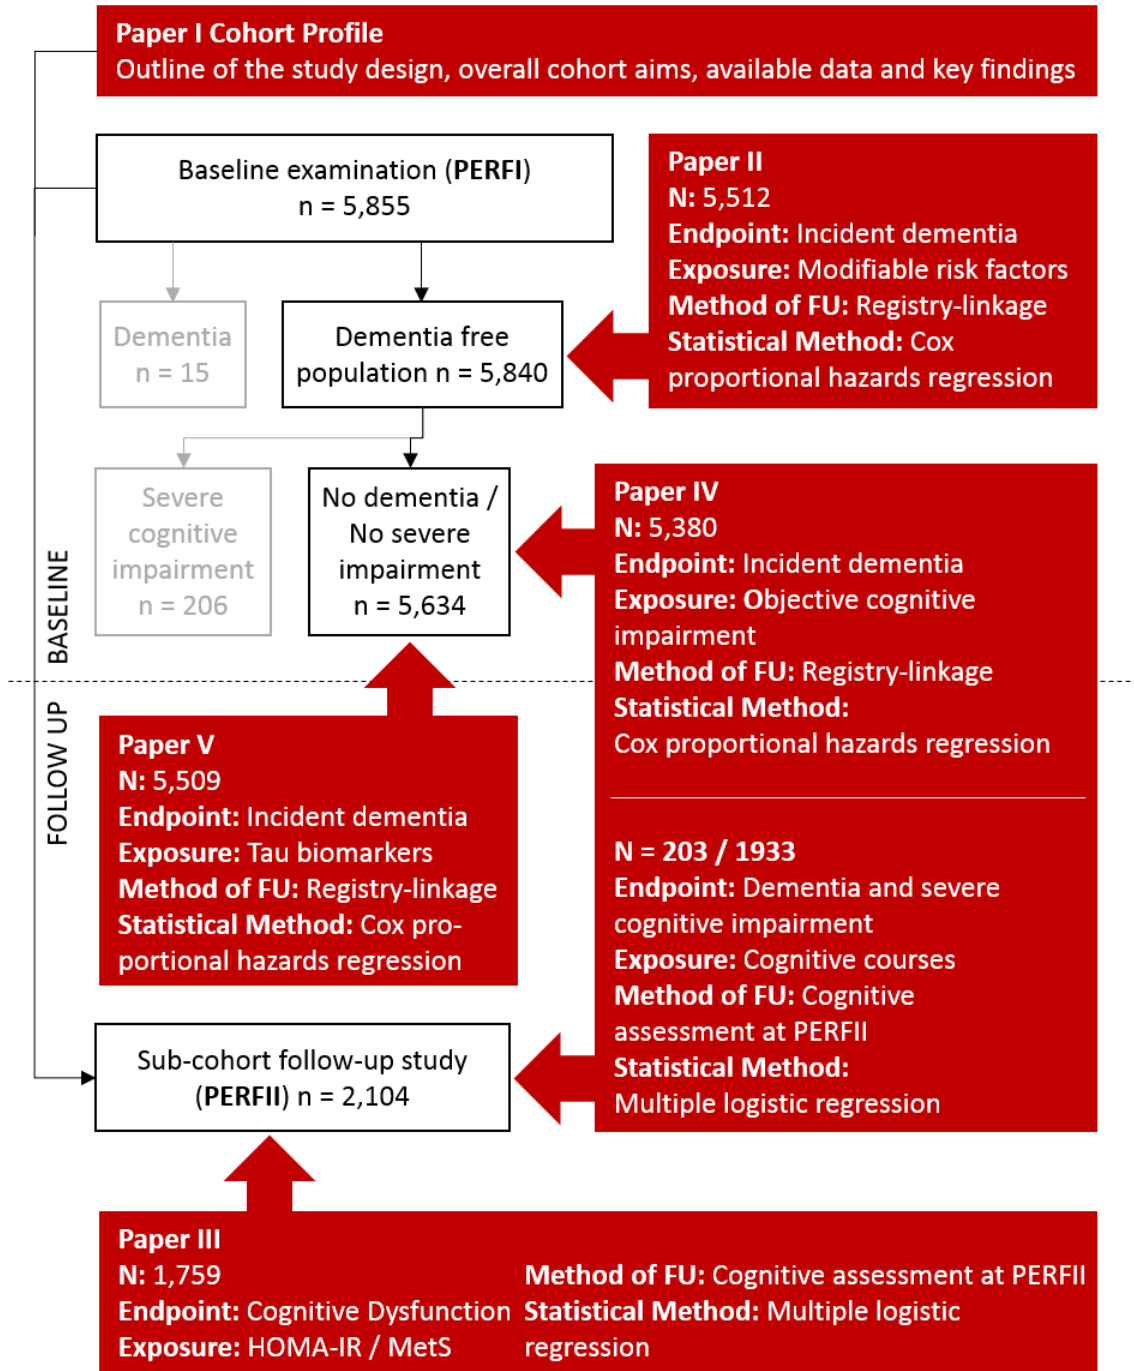 Paper I Cohort Profile
Outline of the study design, overall cohort aims, available data and key findings
Baseline examination (PERFI)
n = 5,855
Paper II
N: 5,512
Endpoint: Incident dementia
Exposure: Modifiable risk factors
Method of FU: Registry-linkage
Statistical Method: Cox
proportional hazards regression
Dementia
n = 15
Dementia free
population n = 5,840
Severe
cognitive
impairment
n = 206
No dementia /
No severe
impairment
n = 5,634
Paper IV
N: 5,380
Endpoint: Incident dementia
Exposure: Objective cognitive
impairment
Method of FU: Registry-linkage
Statistical Method:
Cox proportional hazards regression
N = 203 / 1933
Endpoint: Dementia and severe
cognitive impairment
Exposure: Cognitive courses
Method of FU: Cognitive
assessment at PERFII
Statistical Method:
Multiple logistic regression
BASELINE
FOLLOW UP
Paper V
N: 5,509
Endpoint: Incident dementia
Exposure: Tau biomarkers
Method of FU: Registry-linkage
Statistical Method: Cox pro-
portional hazards regression
Sub-cohort follow-up study
(PERFII) n = 2,104
Paper III
N: 1,759
Endpoint: Cognitive Dysfunction
Exposure: HOMA-IR / MetS
Method of FU: Cognitive assessment at PERFII
Statistical Method: Multiple logistic
regression